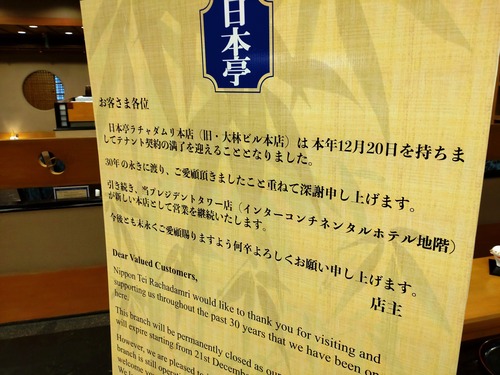 日本亭
お客さま各位
日本亭ラチャダムリ本店（旧・大林ビル本店）は 本年12月20日を持ちま
してテナント契約の満了を迎えることとなりました。
30年の永きに渡り、ご愛顧頂きましたこと重ねて深謝申し上げます。
引き続き、当プレジデントタワー店（インターコンチネンタルホテル地階）
が新しい本店として営業を継続いたします。
今後とも末永くご愛顧賜りますよう何卒よろしくお願い申し上げます。
店主
Dear Valued Customers,
Nippon Tei Rachadamri would like to thank you for visiting and
supporting us throughout the past 30 years that we have been op
here.
This branch will be permanently closed as our
will expire starting from 21st Decemb
However, we are pleased to
branch is still operati
welcome yo